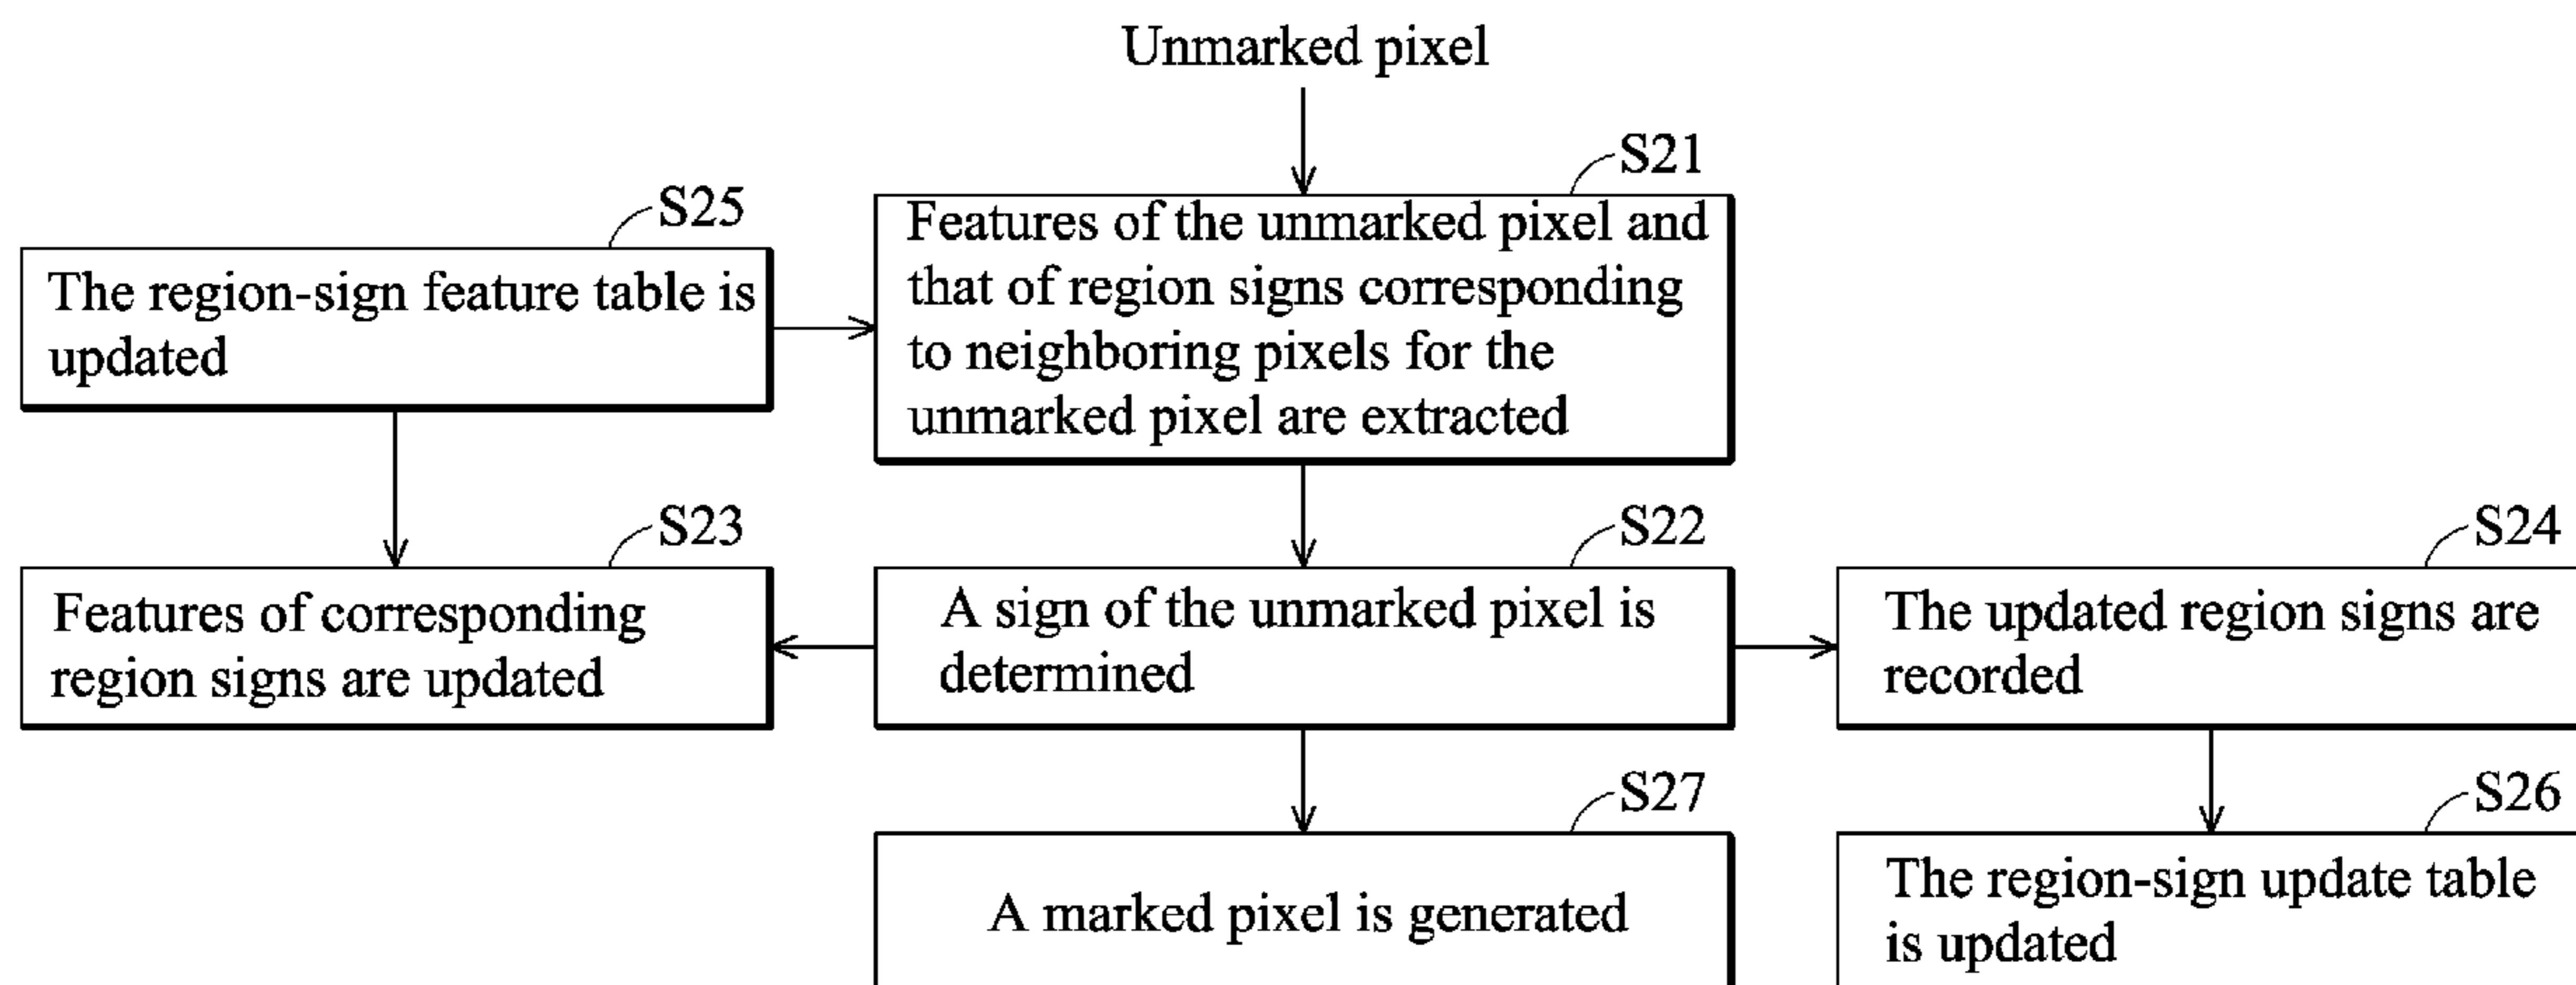 Unmarked pixel
S21
Features of the unmarked pixel and
that of region signs corresponding
to neighboring pixels for the
unmarked pixel are extracted
S25
The region-sign feature table is
updated
S23
Features of corresponding
region signs are updated
S22
A sign of the unmarked pixel is
determined
S24
The updated region signs are
recorded
S27
A marked pixel is generated
S26
The region-sign update table
is updated